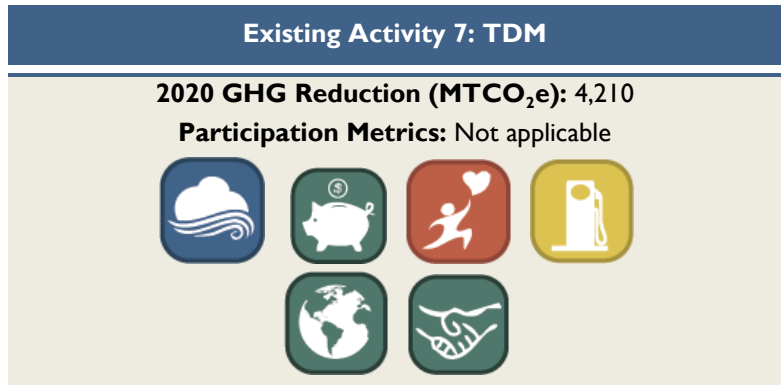 Existing Activity 7: TDM
2020 GHG Reduction (MTCO₂e): 4,210
Participation Metrics: Not applicable
$